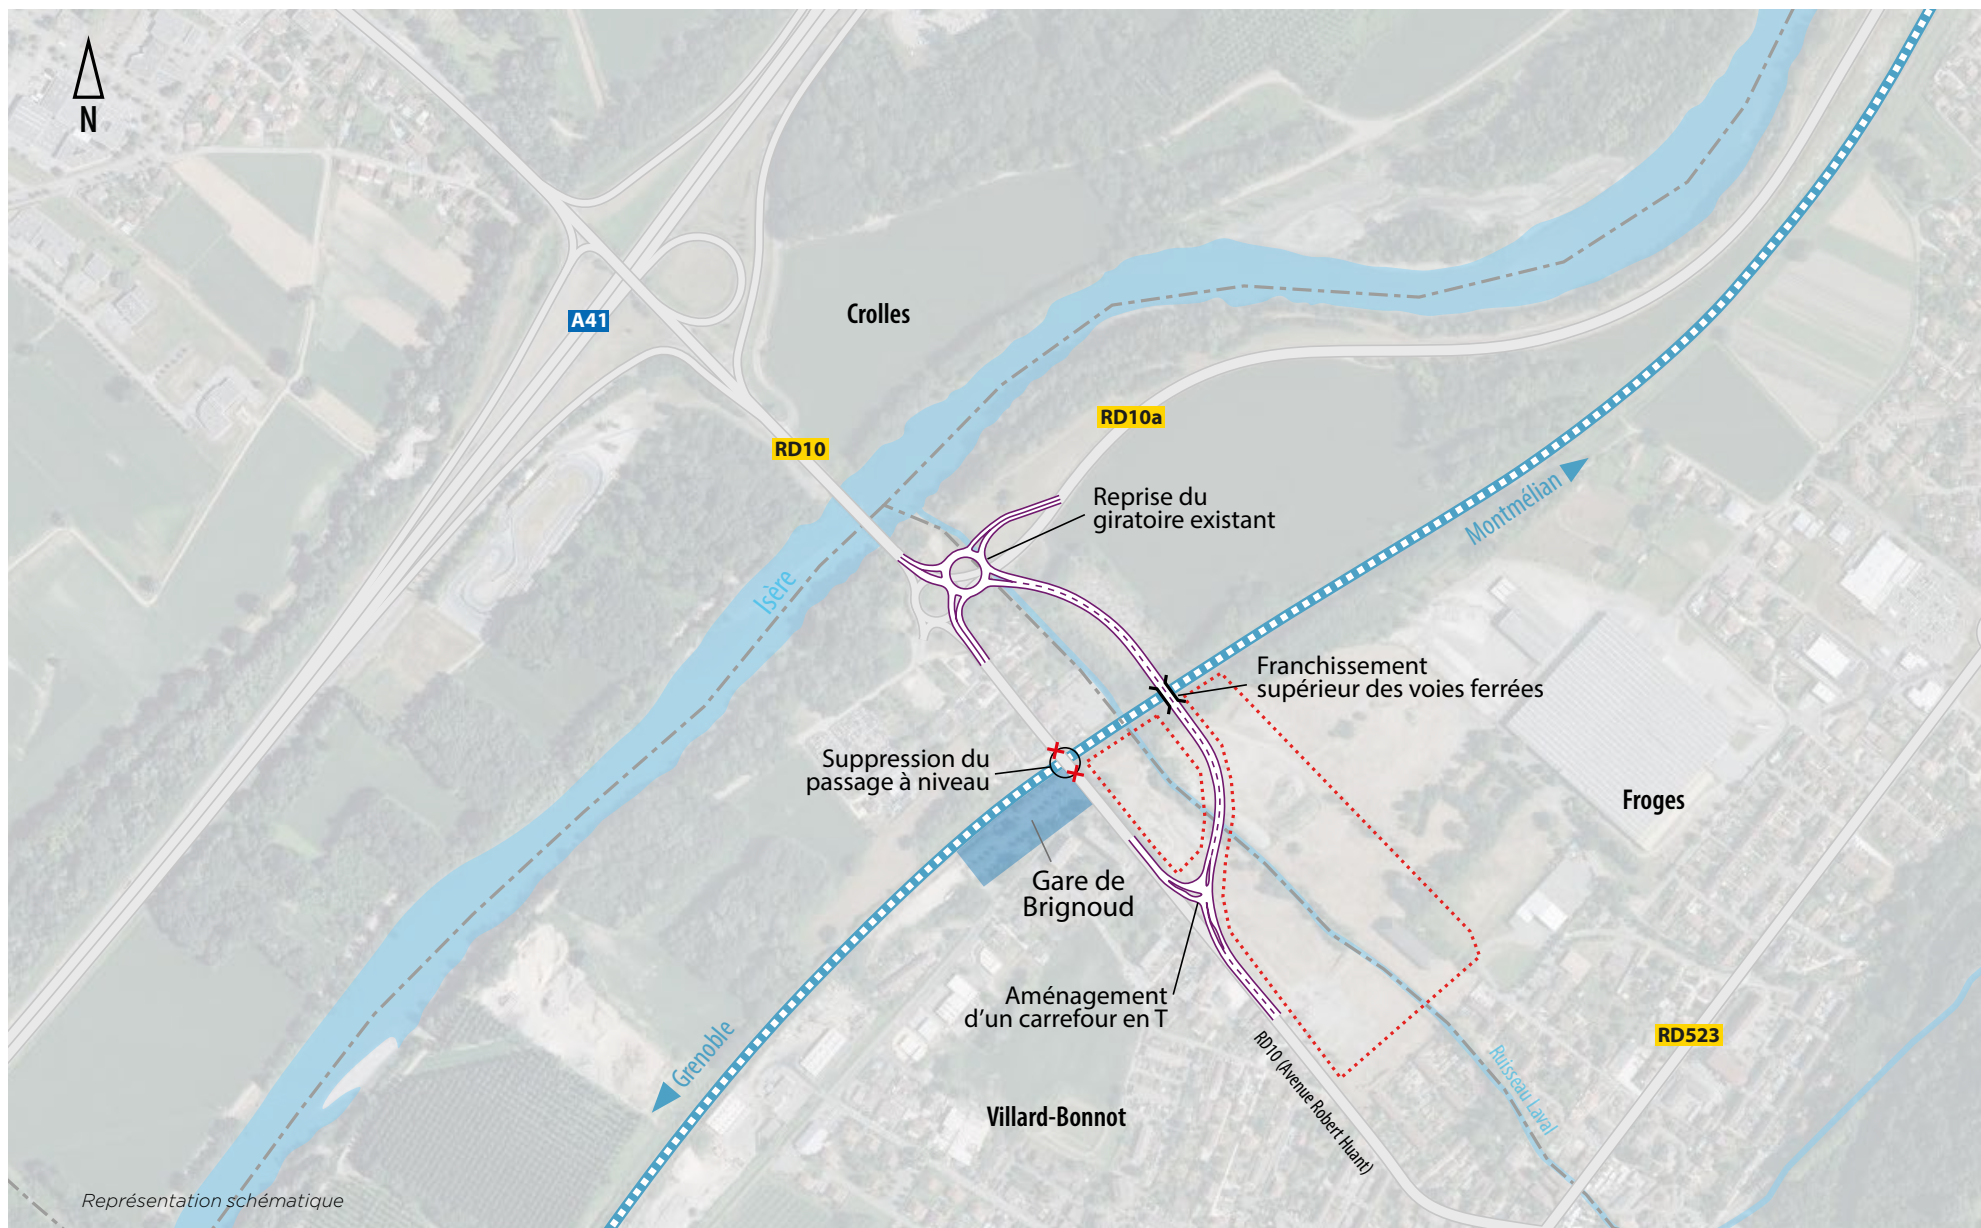 N
Crolles
A41
RD10a
RD10
Reprise du
giratoire existant
Montmélian
Isère
Franchissement
supérieur des voies ferrées
Suppression du
passage à niveau
Froges
Gare de
Brignoud
Aménagement
d’un carrefour en T
Grenoble
RD523
RD10 (Avenue Robert Huant)
Ruisseau Laval
Villard-Bonnot
Représentation schématique